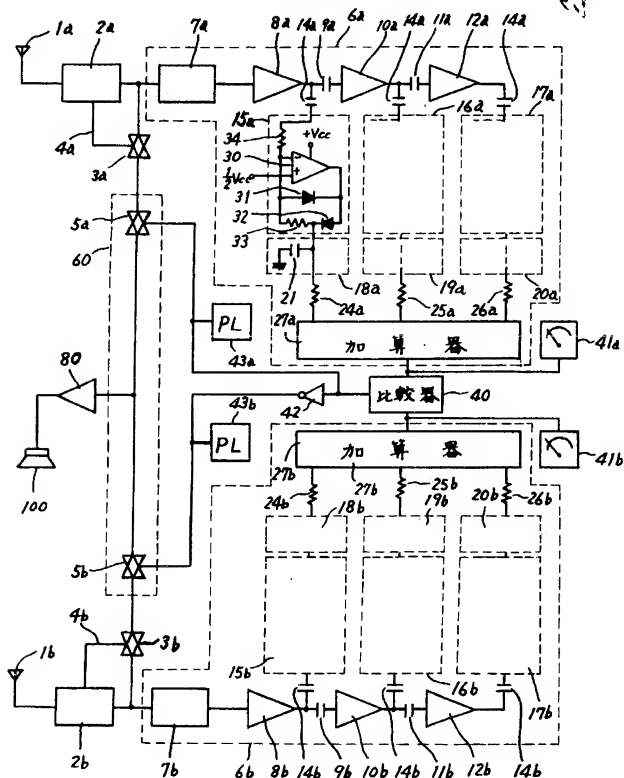 1a 2a 7a 8a 14a 9a 6a 10a 14a 11a 12a 14a
4a 3a 15a 16a 17a
34
+Vcc
30 -
½Vcc +
31
32
33
5a
60
21 18a 19a 20a
24a 25a 26a
PL
43a
27a 加算器 41a
80
43b 42 比較器 40
PL
27b 加算器 41b
27b
100
24b 25b 26b
18b 19b 20b
5b
4b 3b
1b
15b 16b 17b
2b 7b 8b 14b 9b 10b 14b 11b 12b 14b
6b